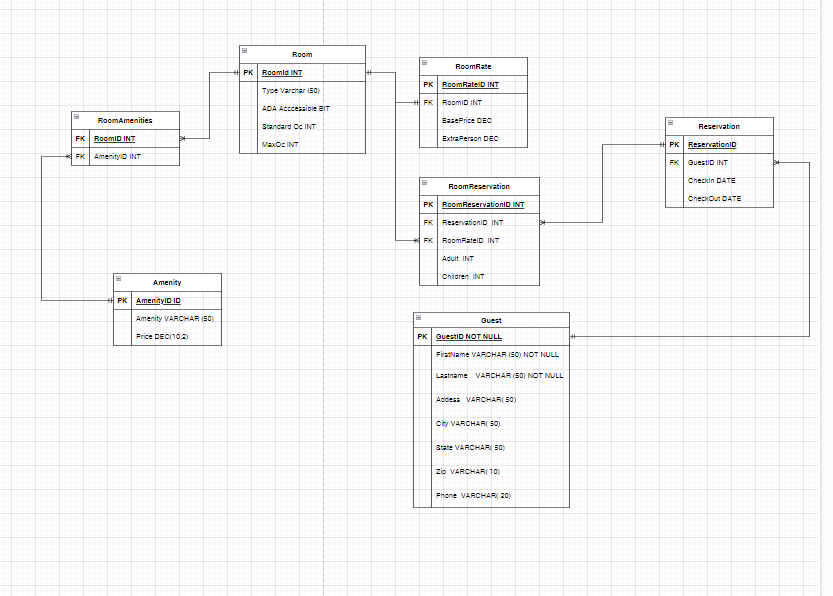 Room
PK RoomId INT
Type Varchar (50)
ADA Acccessible BIT
Standard Oc INT
MaxOc INT
RoomRate
PK RoomRateID INT
FK RoomID INT
BasePrice DEC
ExtraPerson DEC
RoomAmenities
FK RoomID INT
FK AmenityID INT
Reservation
PK ReservationID
FK GuestID INT
CheckIn DATE
CheckOut DATE
RoomReservation
PK RoomReservationID INT
FK ReservationID INT
FK RoomRateID INT
Adult INT
Children INT
Amenity
PK AmenityID ID
Amenity VARCHAR (50)
Price DEC(10,2)
Guest
PK GuestID NOT NULL
FirstName VARCHAR (50) NOT NULL
Lastname VARCHAR (50) NOT NULL
Addess VARCHAR( 50)
City VARCHAR( 50)
State VARCHAR( 50)
Zip VARCHAR( 10)
Phone VARCHAR( 20)